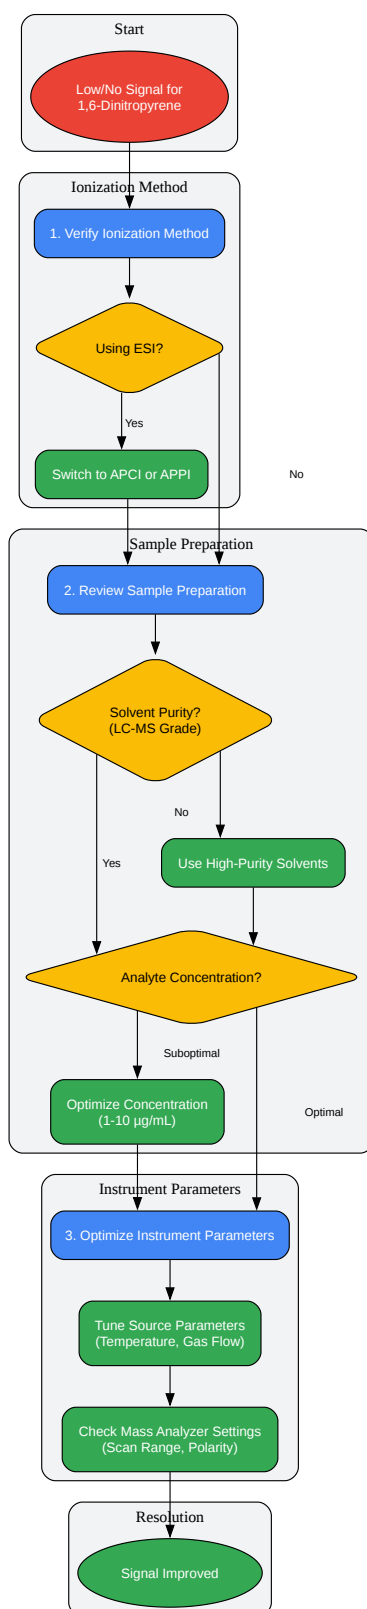 Start
Low/No Signal for
1,6-Dinitropyrene
Ionization Method
1. Verify Ionization Method
Using ESI?
Yes
Switch to APCI or APPI
No
Sample Preparation
2. Review Sample Preparation
Solvent Purity?
(LC-MS Grade)
No
Yes
Use High-Purity Solvents
Analyte Concentration?
Suboptimal
Optimize Concentration
(1-10 µg/mL)
Optimal
Instrument Parameters
3. Optimize Instrument Parameters
Tune Source Parameters
(Temperature, Gas Flow)
Check Mass Analyzer Settings
(Scan Range, Polarity)
Resolution
Signal Improved